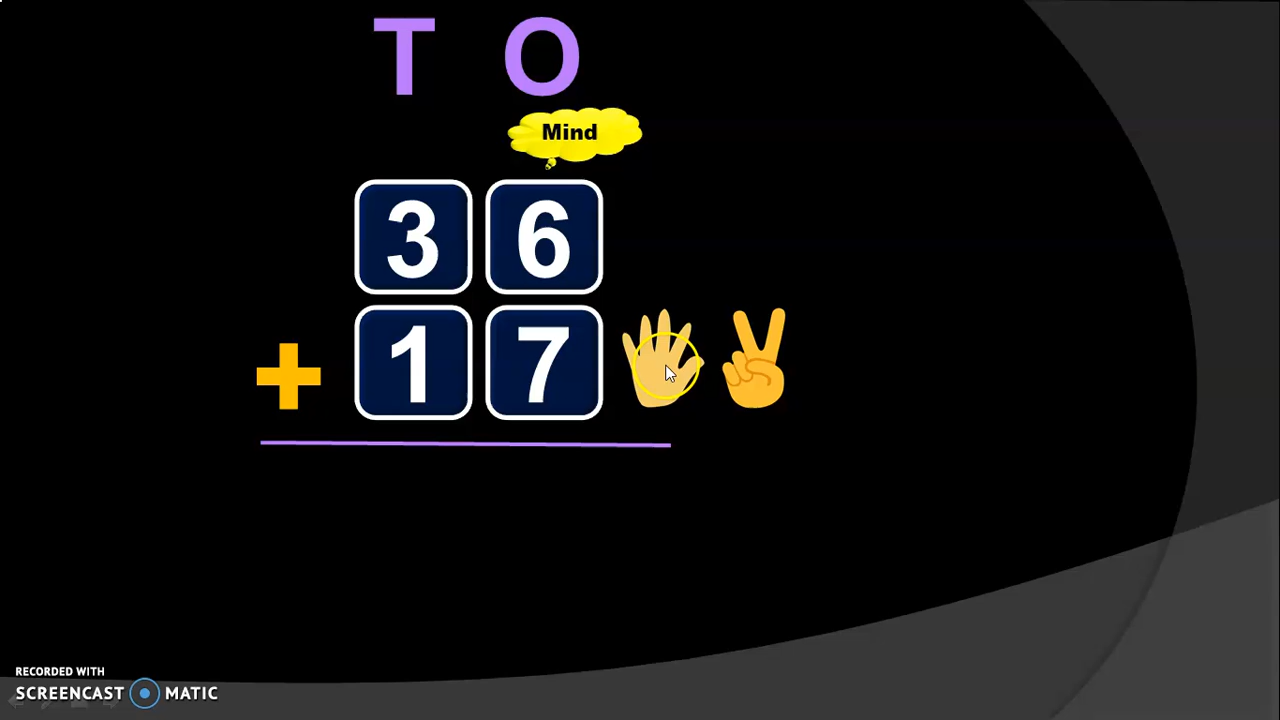 T O
Mind
3 6
+ 1 7
RECORDED WITH
SCREENCAST MATIC